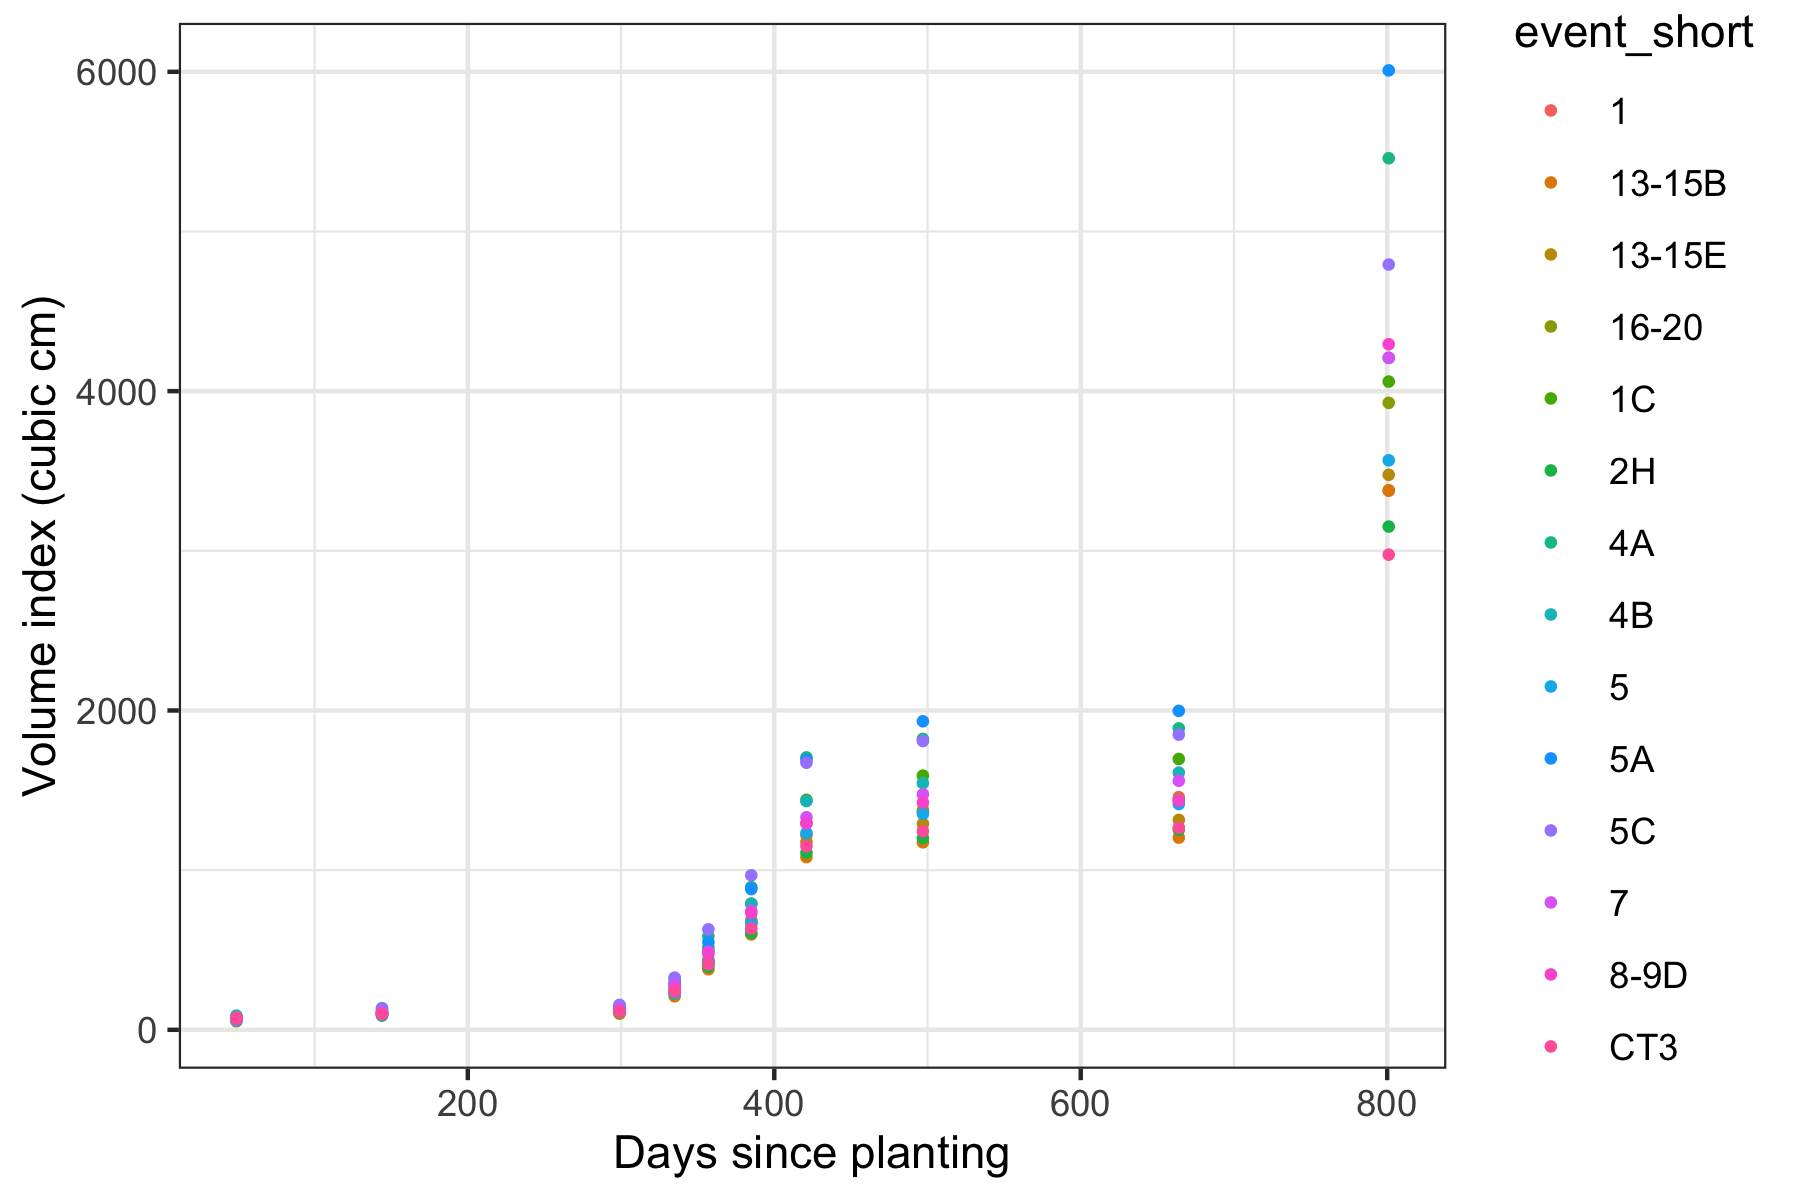 event_short
1
13-15B
13-15E
16-20
1C
2H
4A
4B
5
5A
5C
7
8-9D
CT3
Volume index (cubic cm)
6000
4000
2000
0
200 400 600 800
Days since planting